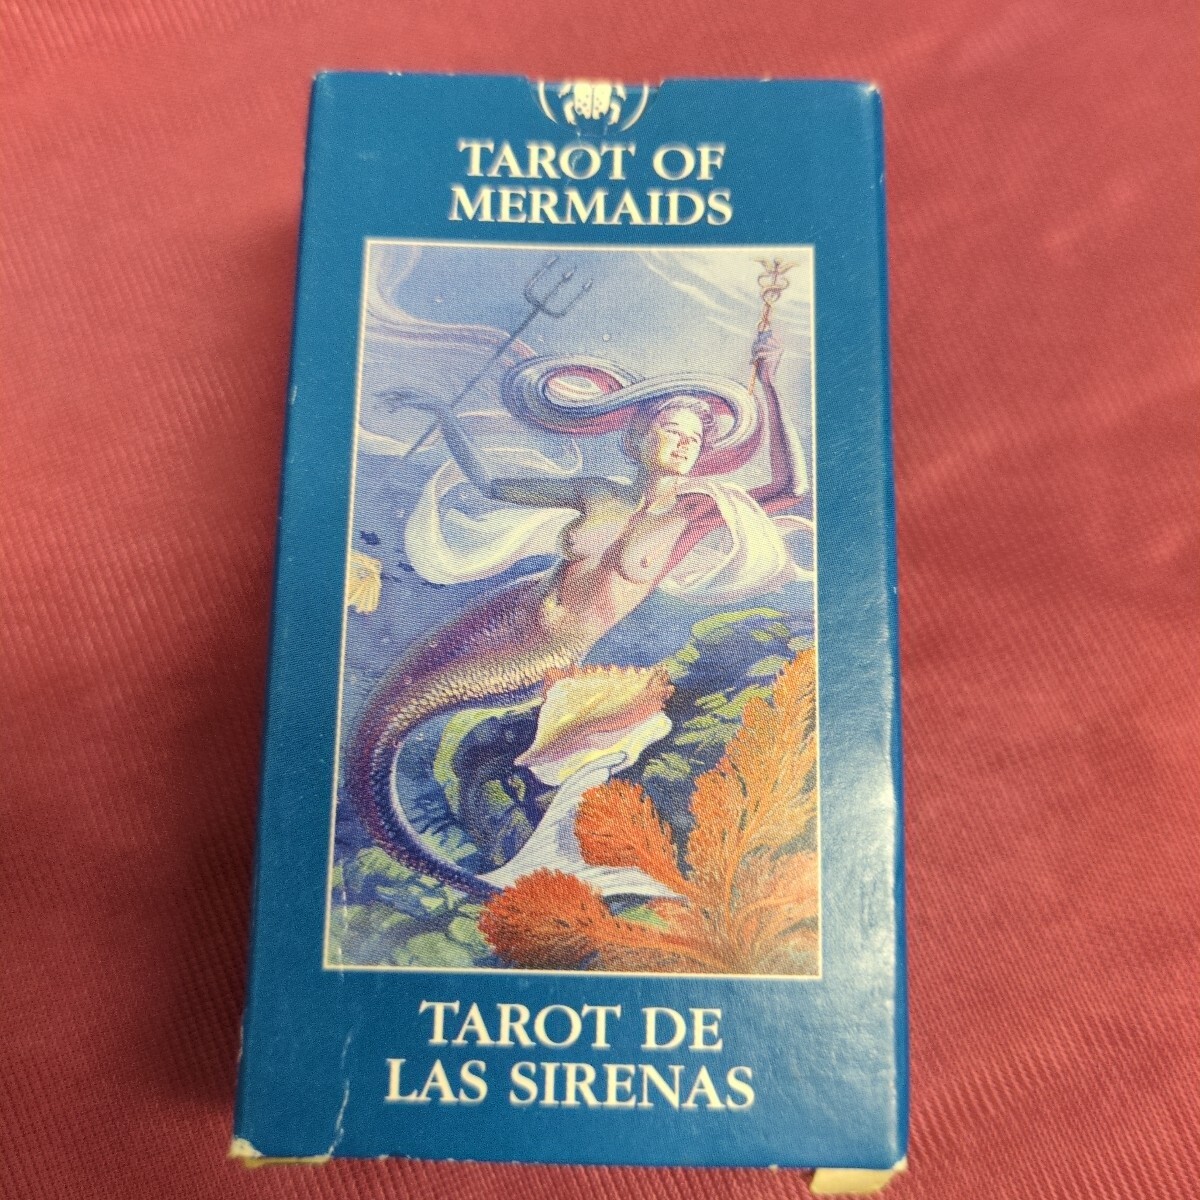 TAROT OF
MERMAIDS
TAROT DE
LAS SIRENAS